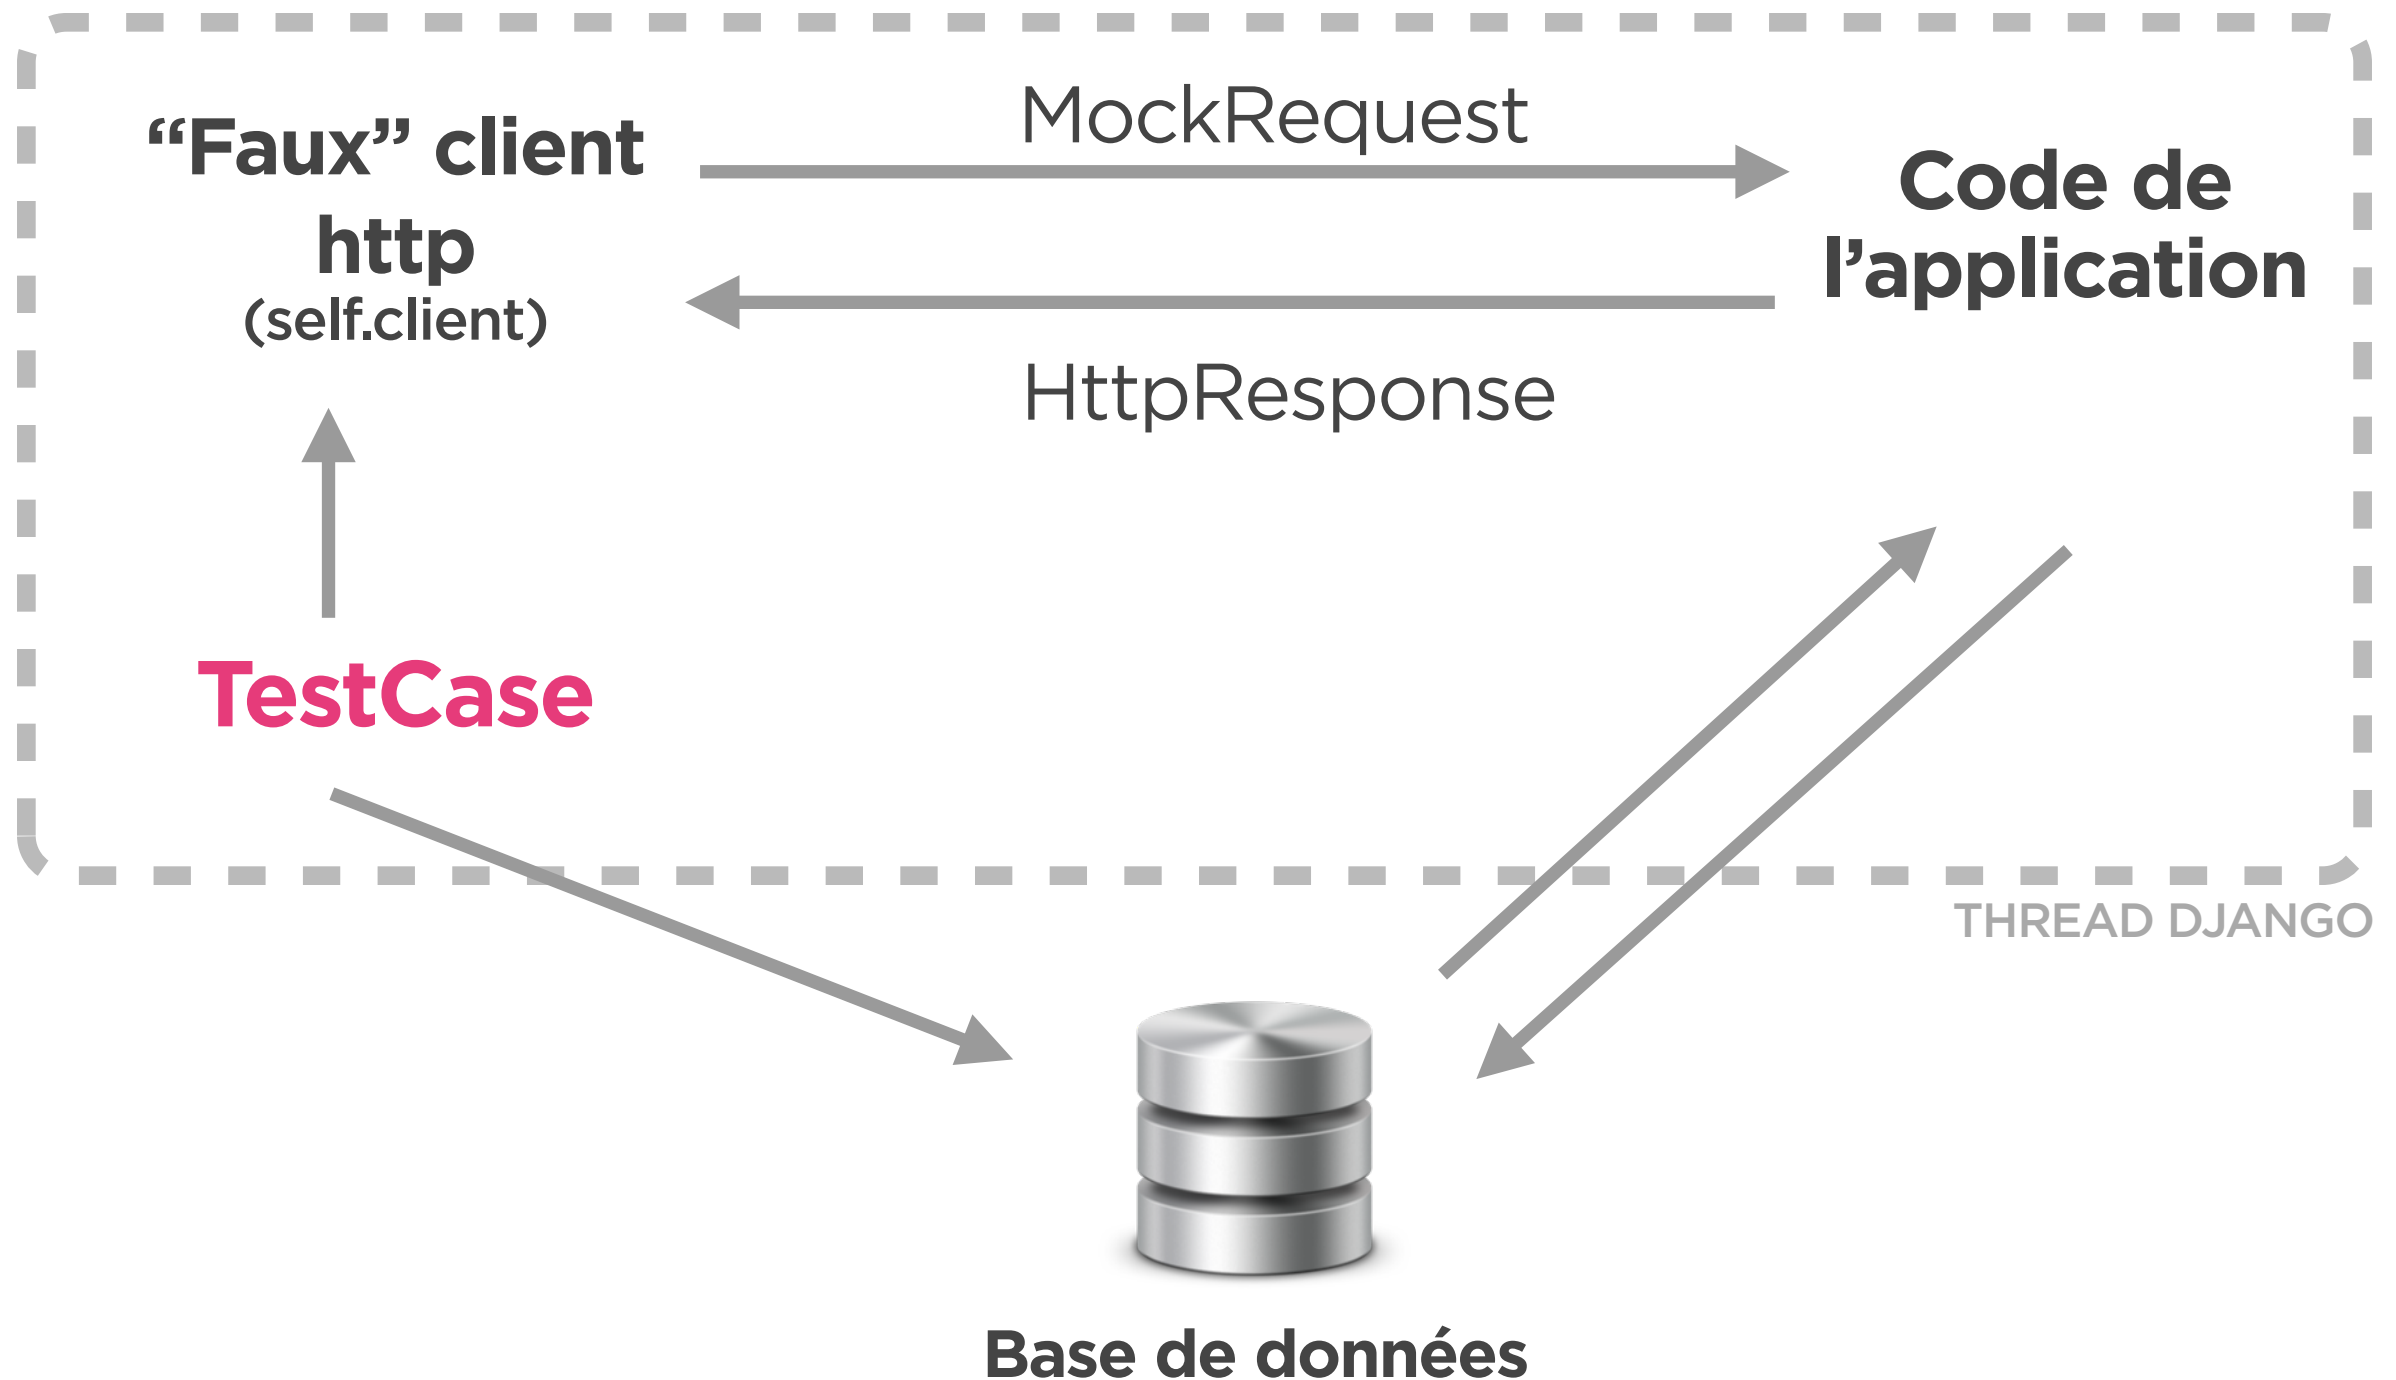 “Faux” client
http
(self.client)
MockRequest
HttpResponse
Code de
l’application
TestCase
THREAD DJANGO
Base de données